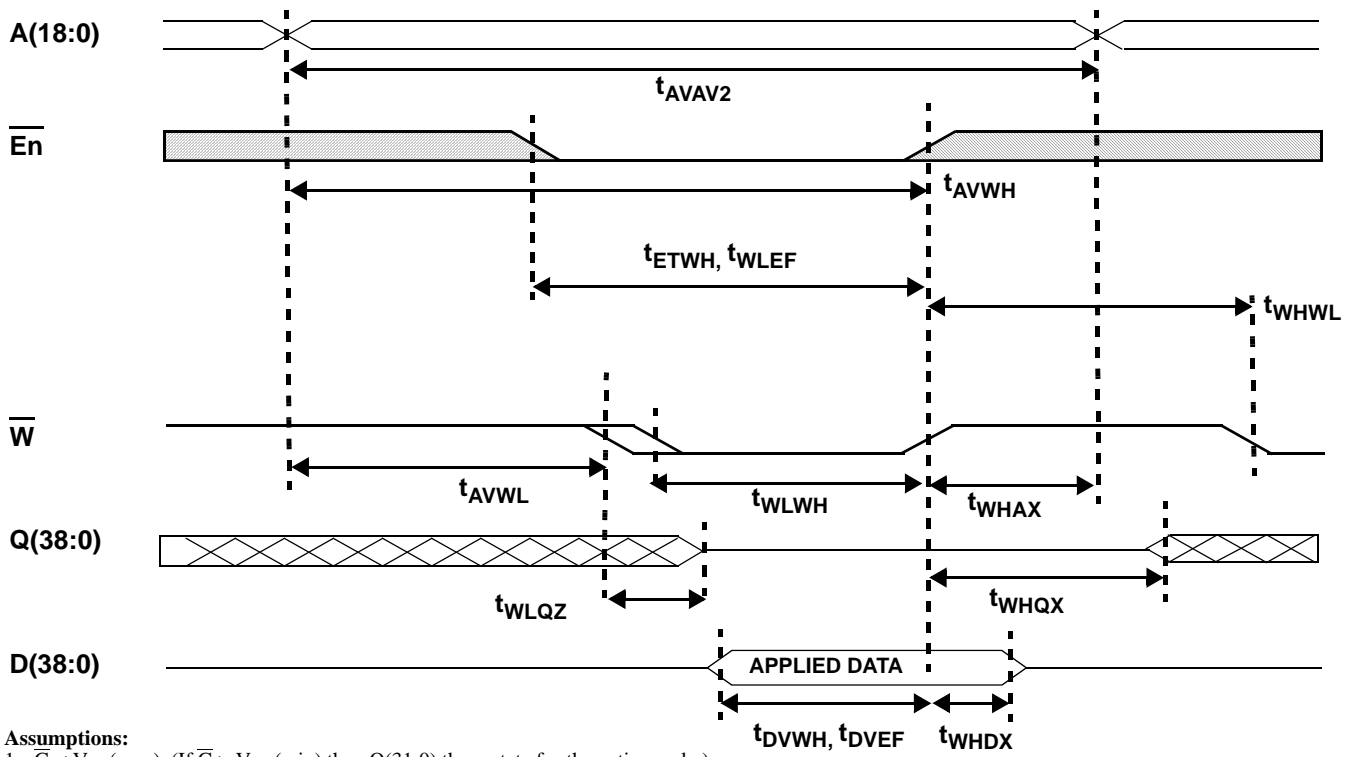 A(18:0)
tAVAV2
En
tAVWH
tETWH, tWLEF
tWHWL
W
tAVWL
tWLWH
tWHAX
Q(38:0)
tWLQZ
tWHQX
D(38:0)
APPLIED DATA
tDVWH, tDVEF
tWHDX
Assumptions: